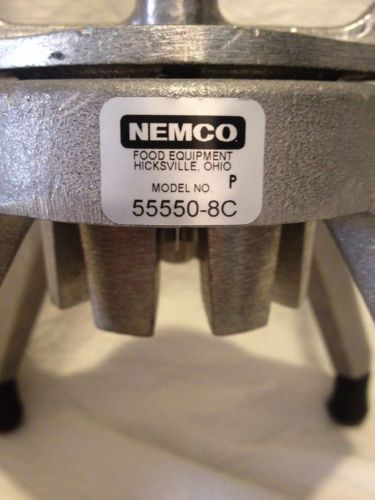 NEMCO
FOOD EQUIPMENT
HICKSVILLE, OHIO
P
MODEL NO.
55550-8C